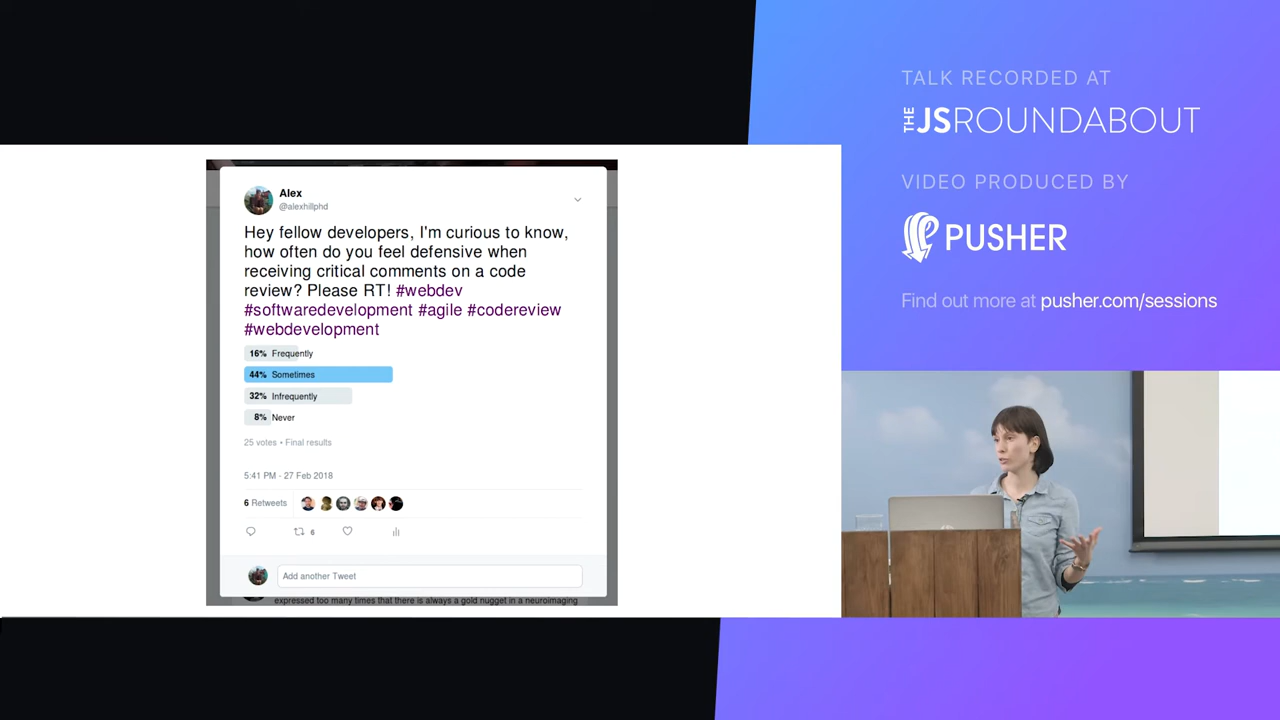 Alex
@alexhillphd
Hey fellow developers, I'm curious to know,
how often do you feel defensive when
receiving critical comments on a code
review? Please RT! #webdev
#softwaredevelopment #agile #codereview
#webdevelopment
16% Frequently
44% Sometimes
32% Infrequently
8% Never
25 votes • Final results
5:41 PM - 27 Feb 2018
6 Retweets
6
Add another Tweet
expressed too many times that there is always a gold nugget in a neuroimaging
TALK RECORDED AT
THE JSROUNDABOUT
VIDEO PRODUCED BY
PUSHER
Find out more at pusher.com/sessions